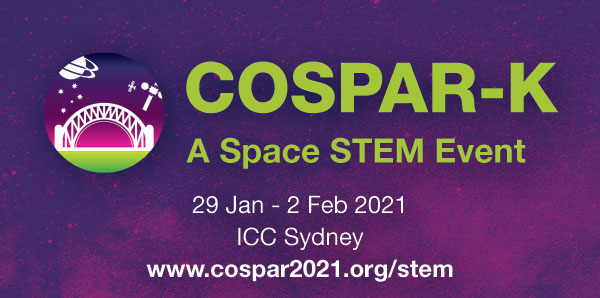 COSPAR-K
A Space STEM Event
29 Jan - 2 Feb 2021
ICC Sydney
www.cospar2021.org/stem